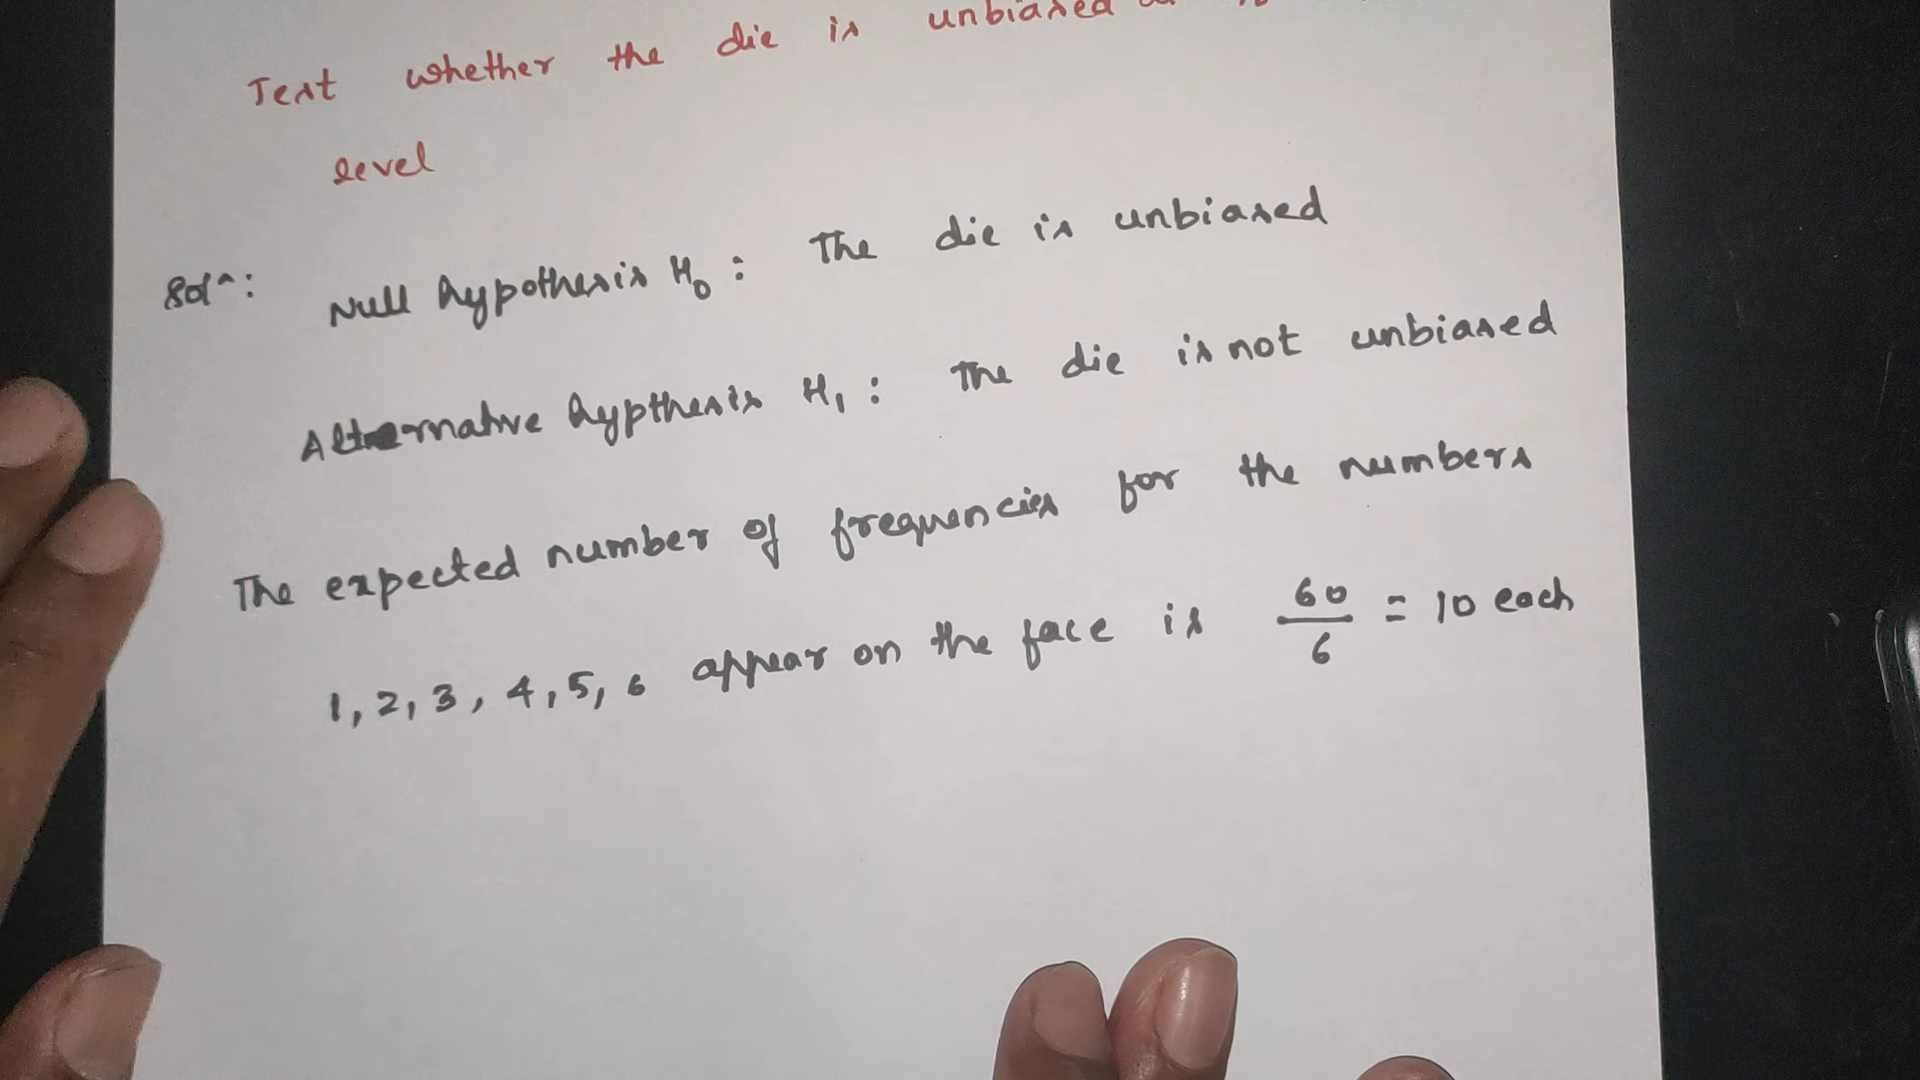 Test whether the die is unbiased
level
Soln: Null hypothesis H₀ : The die is unbiased
Alternative hypthesis H₁ : The die is not unbiased
The expected number of frequencies for the numbers
1, 2, 3, 4, 5, 6 appear on the face is 60/6 = 10 each